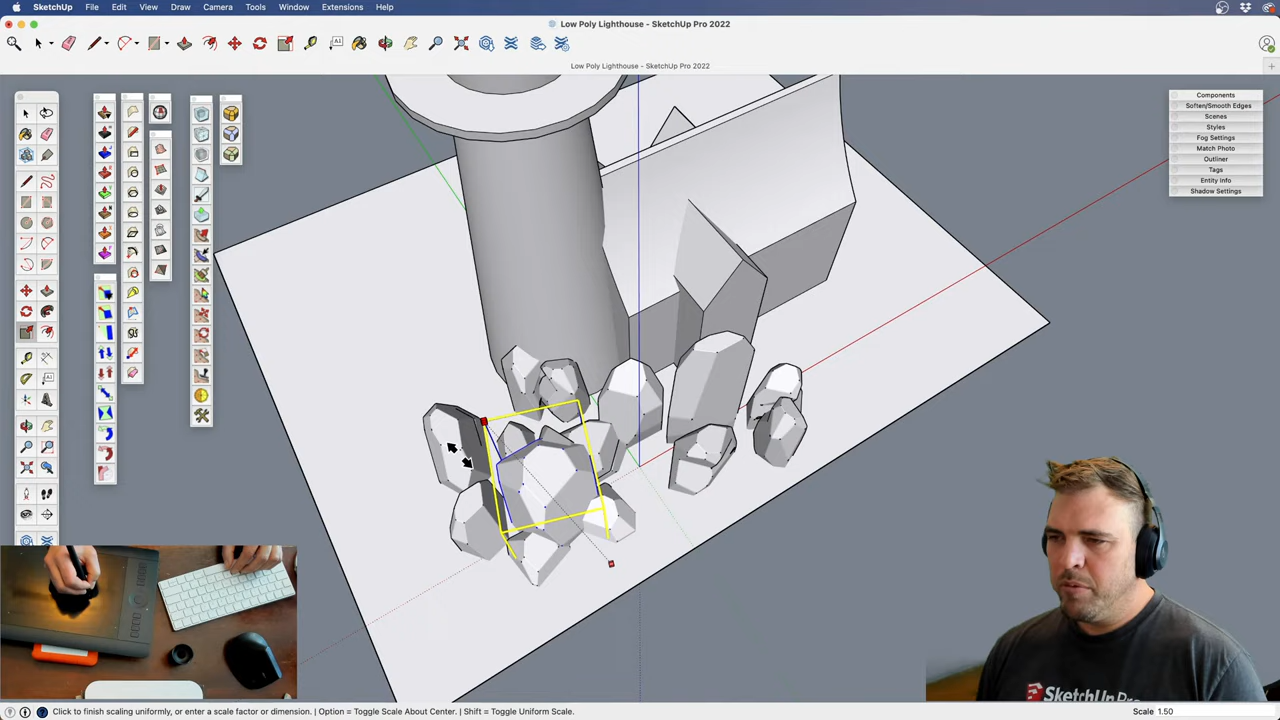 SketchUp File Edit View Draw Camera Tools Window Extensions Help
Low Poly Lighthouse - SketchUp Pro 2022
Low Poly Lighthouse - SketchUp Pro 2022
Components
Soften/Smooth Edges
Scenes
Styles
Fog Settings
Match Photo
Outliner
Tags
Entity Info
Shadow Settings
SketchUp Pro
Click to finish scaling uniformly, or enter a scale factor or dimension. | Option = Toggle Scale About Center. | Shift = Toggle Uniform Scale.
Scale 1.50